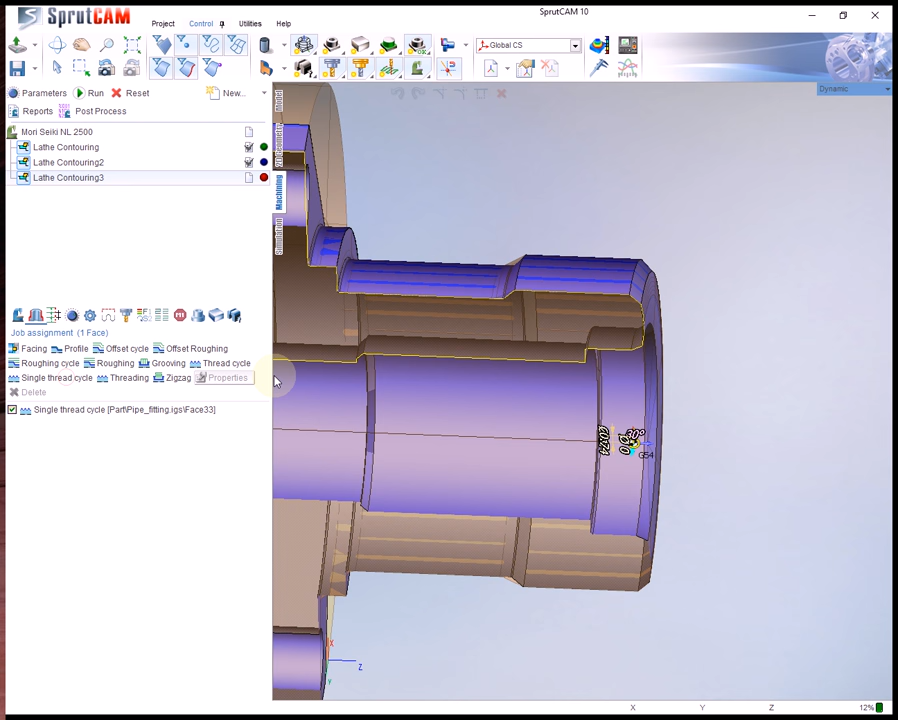 SprutCAM
SprutCAM 10
Project Control Utilities Help
Global CS
Dynamic
Parameters Run Reset New...
Reports Post Process
Mori Seiki NL 2500
Lathe Contouring
Lathe Contouring2
Lathe Contouring3
Model
2D Geometry
Machining
Simulation
Job assignment (1 Face)
Facing Profile Offset cycle Offset Roughing
Roughing cycle Roughing Grooving Thread cycle
Single thread cycle Threading Zigzag Properties
Delete
Single thread cycle [Part\Pipe_fitting.igs\Face33]
G54
X
Z
Y
X Y Z 12%